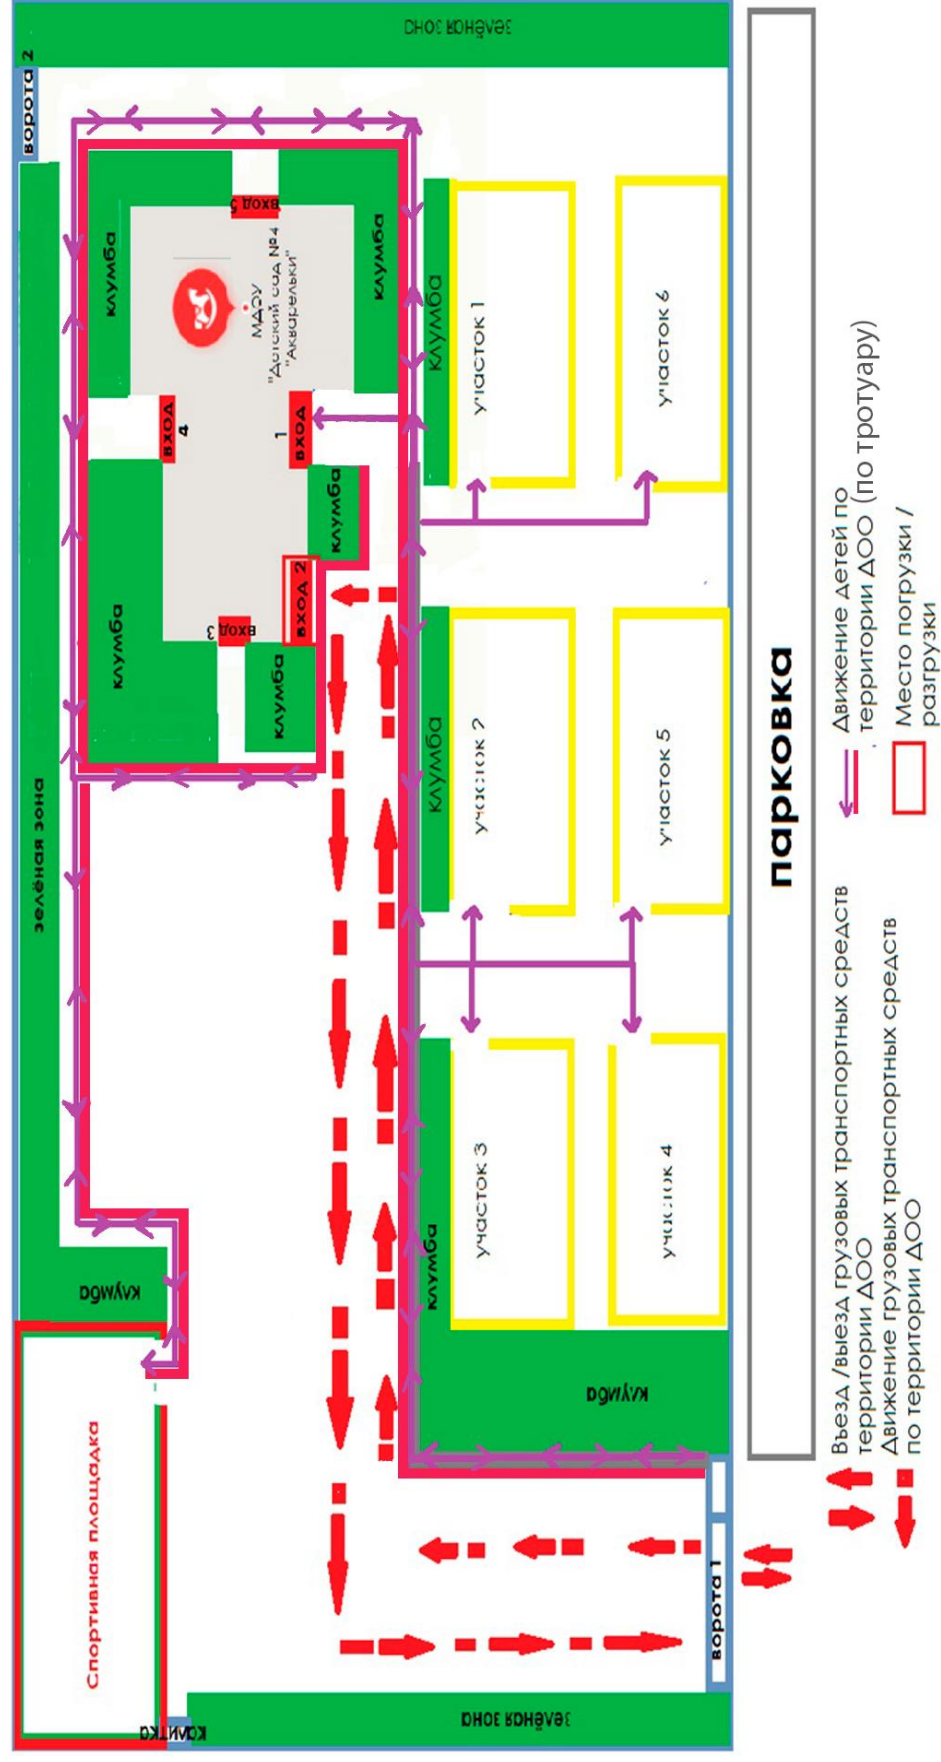 зелёная зона
ворота 2
клумба
вход 5
клумба
МДОУ
"Детский сад №4
"Акварельки"
вход
4
вход
1
клумба
клумба
вход 2
вход 3
клумба
клумба
участок 1
участок 6
зелёная зона
клумба
участок 2
участок 5
клумба
участок 3
участок 4
клумба
клумба
Спортивная площадка
калитка
зелёная зона
ворота 1
парковка
Въезд /выезд грузовых транспортных средств
территории ДОО
Движение грузовых транспортных средств
по территории ДОО
Движение детей по
территории ДОО (по тротуару)
Место погрузки /
разгрузки